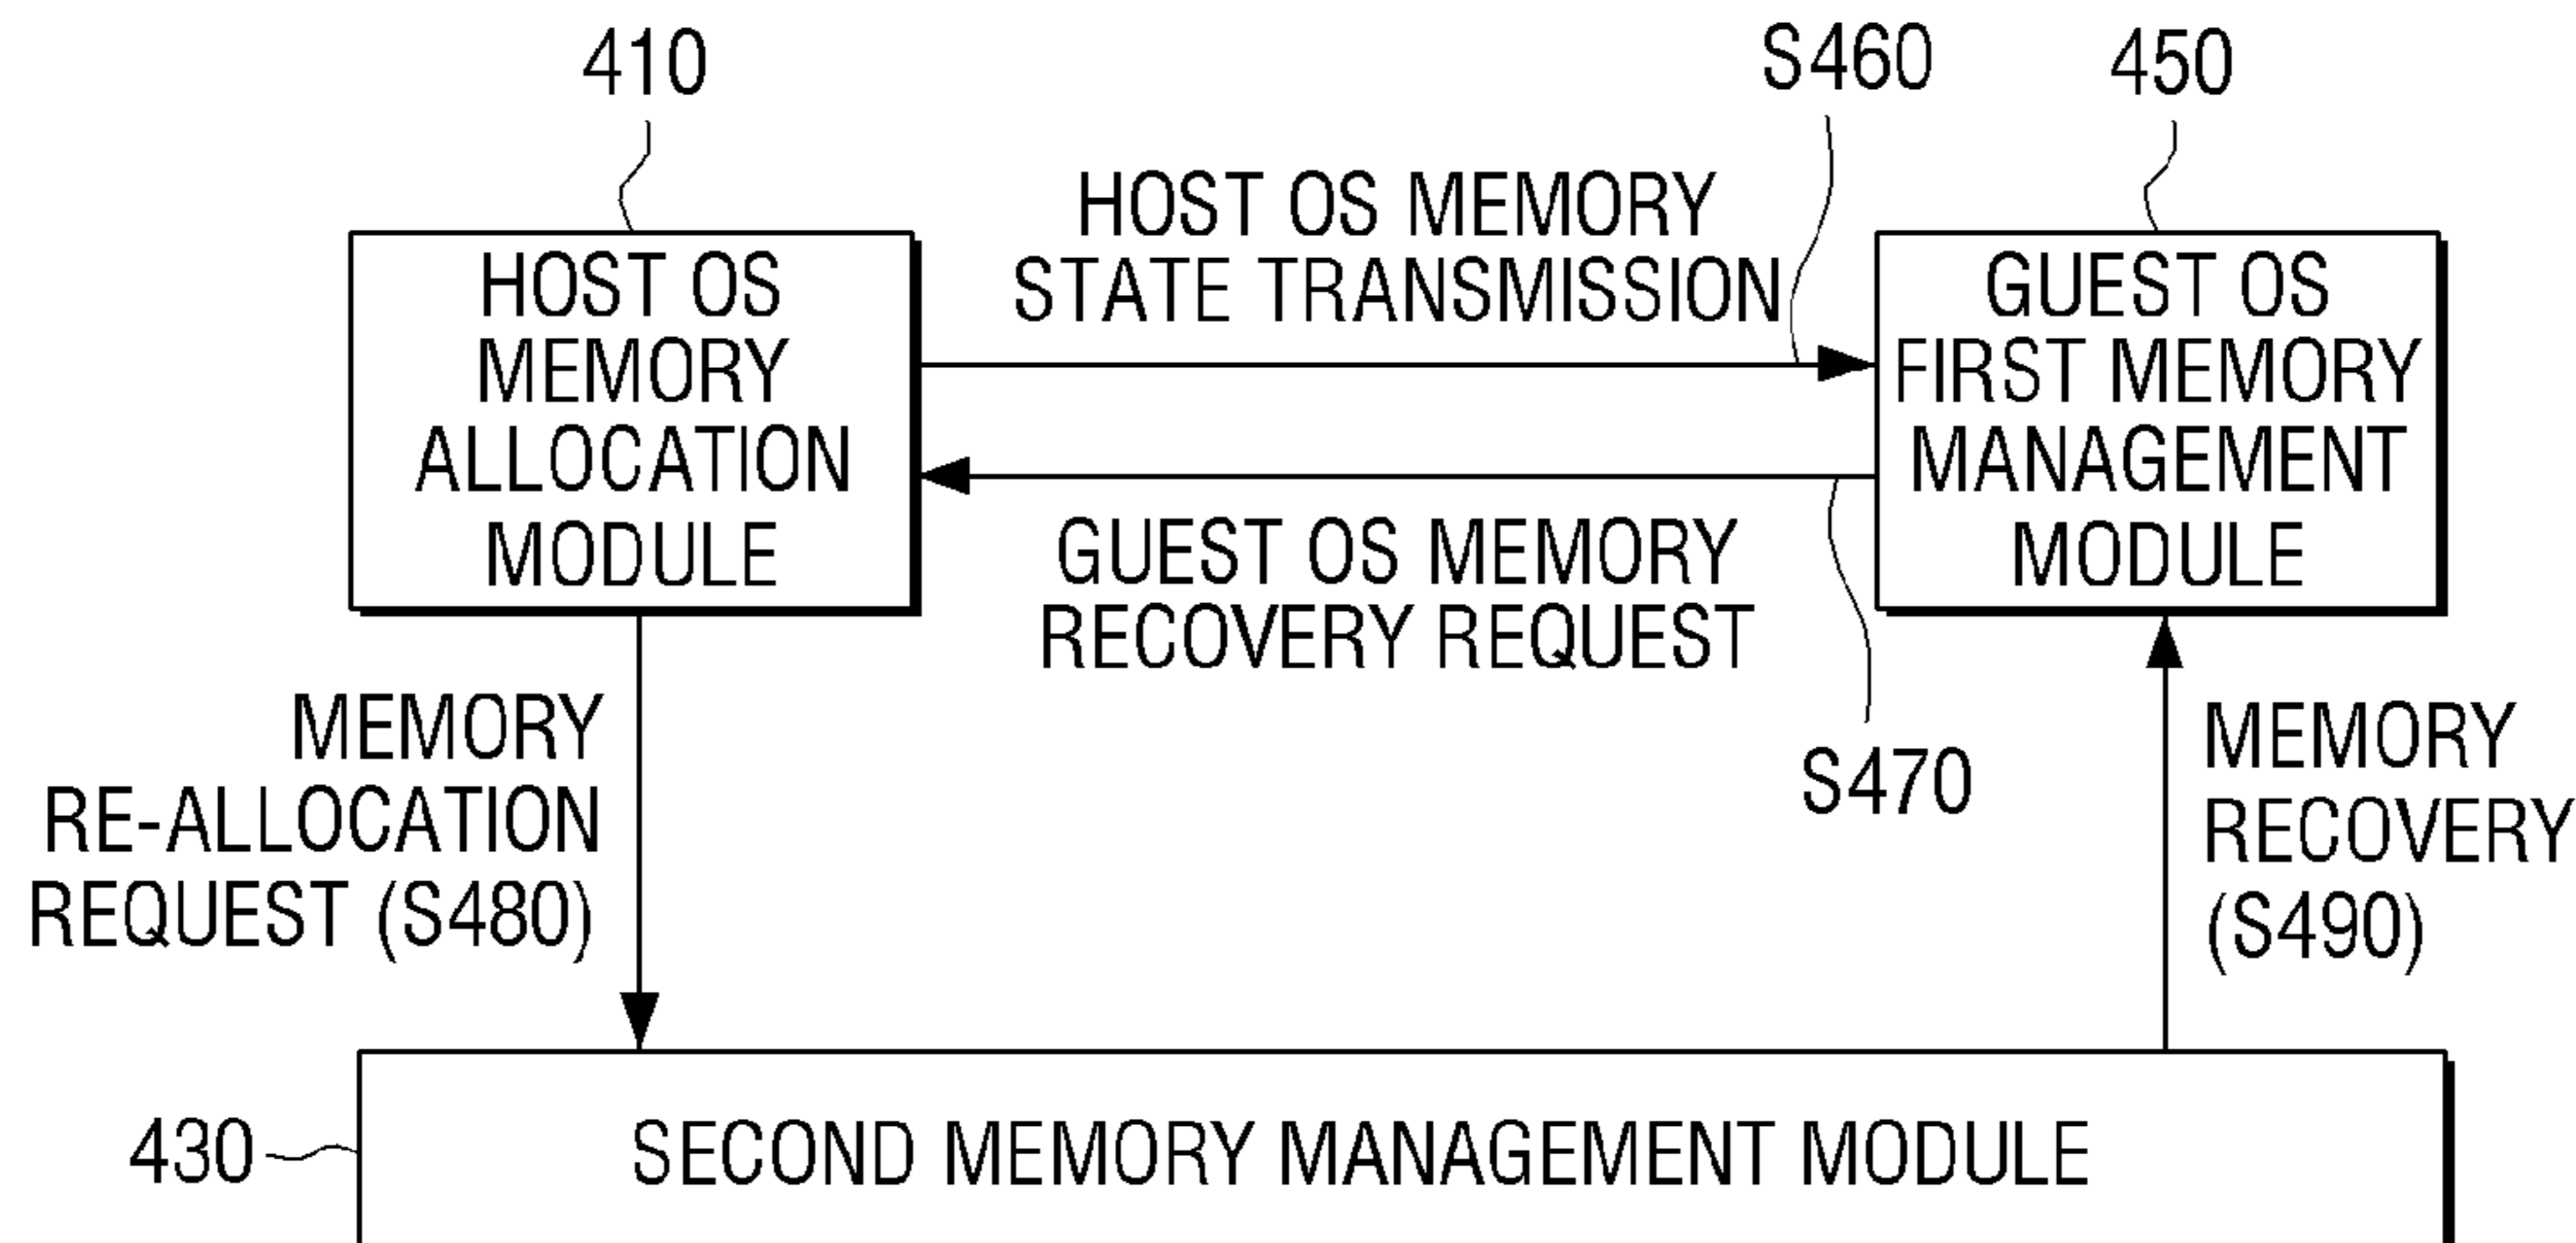 410
S460
450
HOST OS
MEMORY
ALLOCATION
MODULE
HOST OS MEMORY
STATE TRANSMISSION
GUEST OS
FIRST MEMORY
MANAGEMENT
MODULE
GUEST OS MEMORY
RECOVERY REQUEST
S470
MEMORY
RE-ALLOCATION
REQUEST (S480)
MEMORY
RECOVERY
(S490)
430
SECOND MEMORY MANAGEMENT MODULE